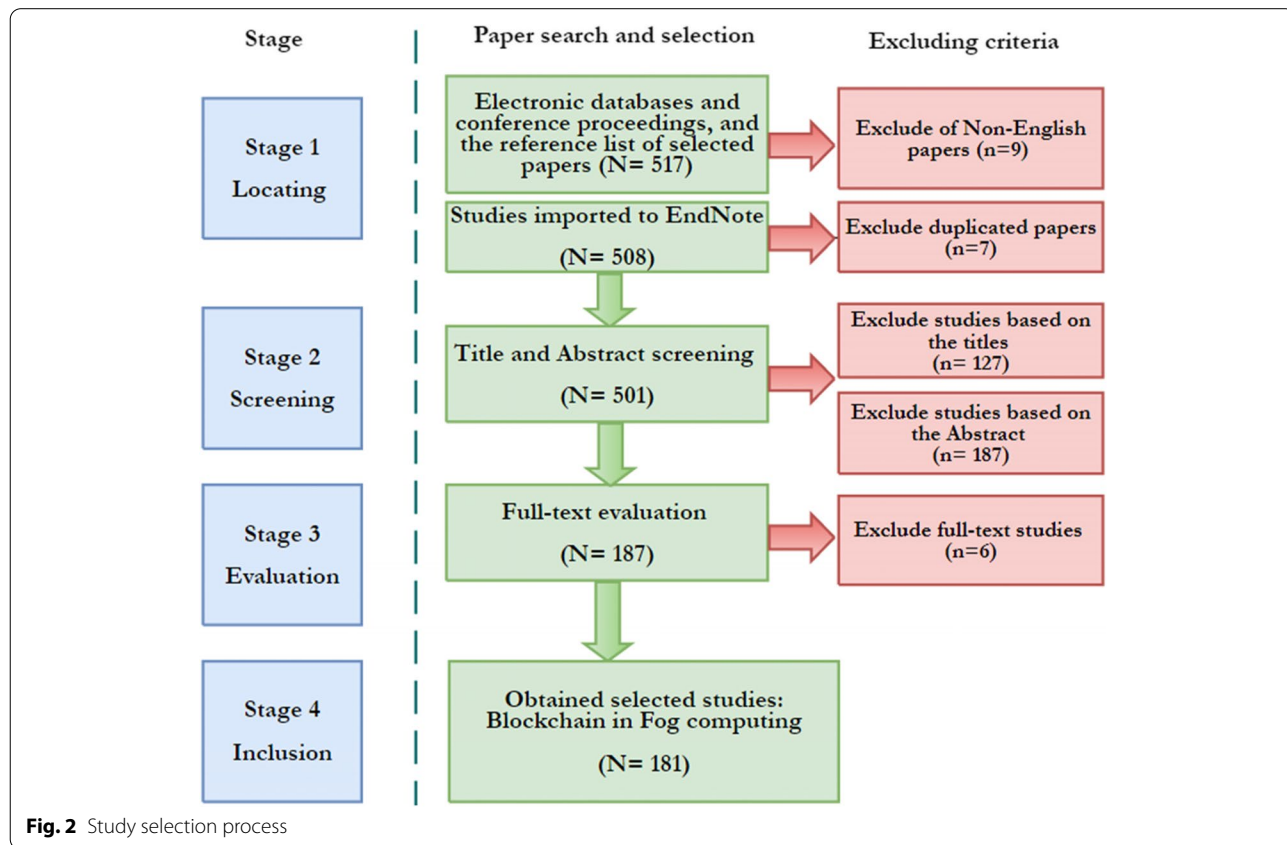 Stage
Paper search and selection
Excluding criteria
Stage 1
Locating
Electronic databases and
conference proceedings, and
the reference list of selected
papers (N= 517)
Exclude of Non-English
papers (n=9)
Studies imported to EndNote
(N= 508)
Exclude duplicated papers
(n=7)
Stage 2
Screening
Title and Abstract screening
(N= 501)
Exclude studies based on
the titles
(n= 127)
Exclude studies based on
the Abstract
(n= 187)
Stage 3
Evaluation
Full-text evaluation
(N= 187)
Exclude full-text studies
(n=6)
Stage 4
Inclusion
Obtained selected studies:
Blockchain in Fog computing
(N= 181)
Fig. 2 Study selection process